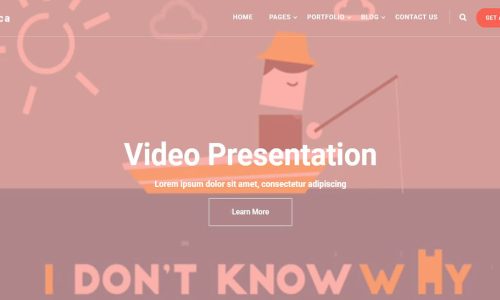 ca HOME PAGES PORTFOLIO BLOG CONTACT US GET A
Video Presentation
Lorem ipsum dolor sit amet, consectetur adipiscing
Learn More
I DON'T KNOW WHY